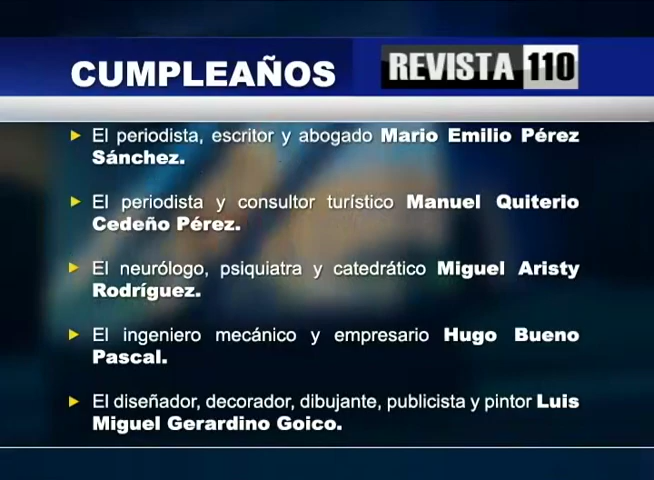 CUMPLEAÑOS
REVISTA 110
El periodista, escritor y abogado Mario Emilio Pérez
Sánchez.
El periodista y consultor turístico Manuel Quiterio
Cedeño Pérez.
El neurólogo, psiquiatra y catedrático Miguel Aristy
Rodríguez.
El ingeniero mecánico y empresario Hugo Bueno
Pascal.
El diseñador, decorador, dibujante, publicista y pintor Luis
Miguel Gerardino Goico.